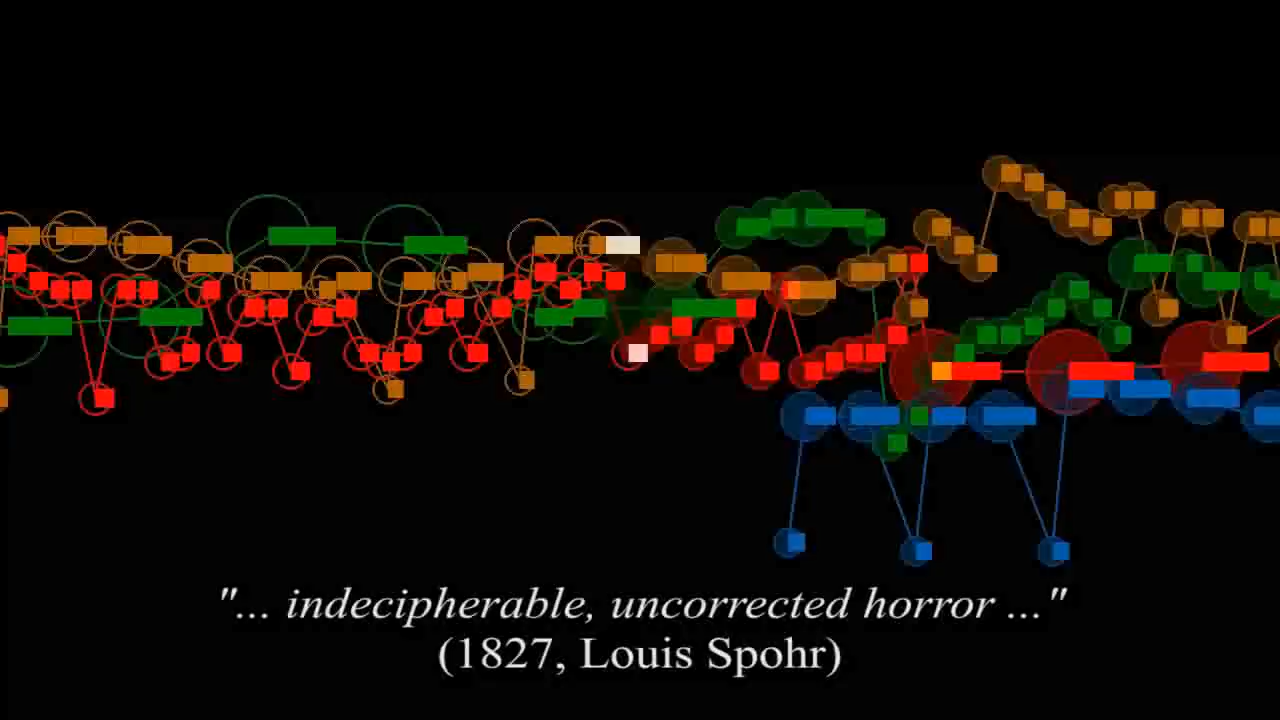 "... indecipherable, uncorrected horror ..."
(1827, Louis Spohr)